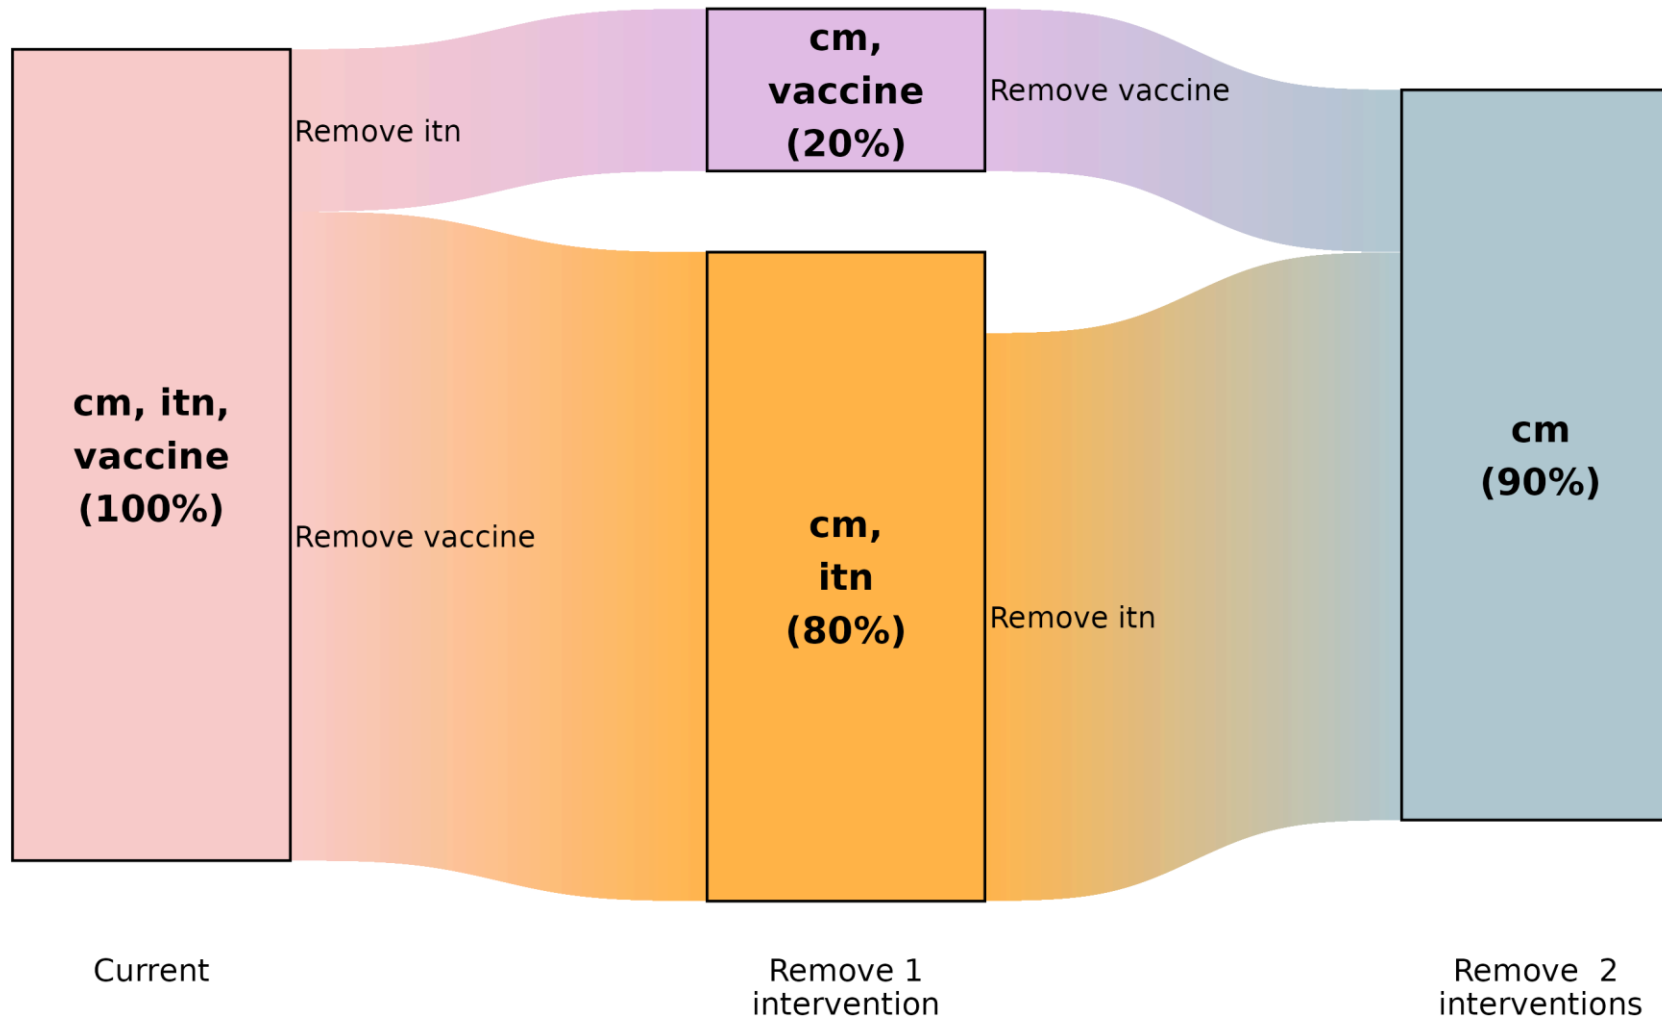 cm, itn,
vaccine
(100%)
Remove itn
Remove vaccine
cm,
vaccine
(20%)
Remove vaccine
cm,
itn
(80%)
Remove itn
cm
(90%)
Current
Remove 1
intervention
Remove  2
interventions